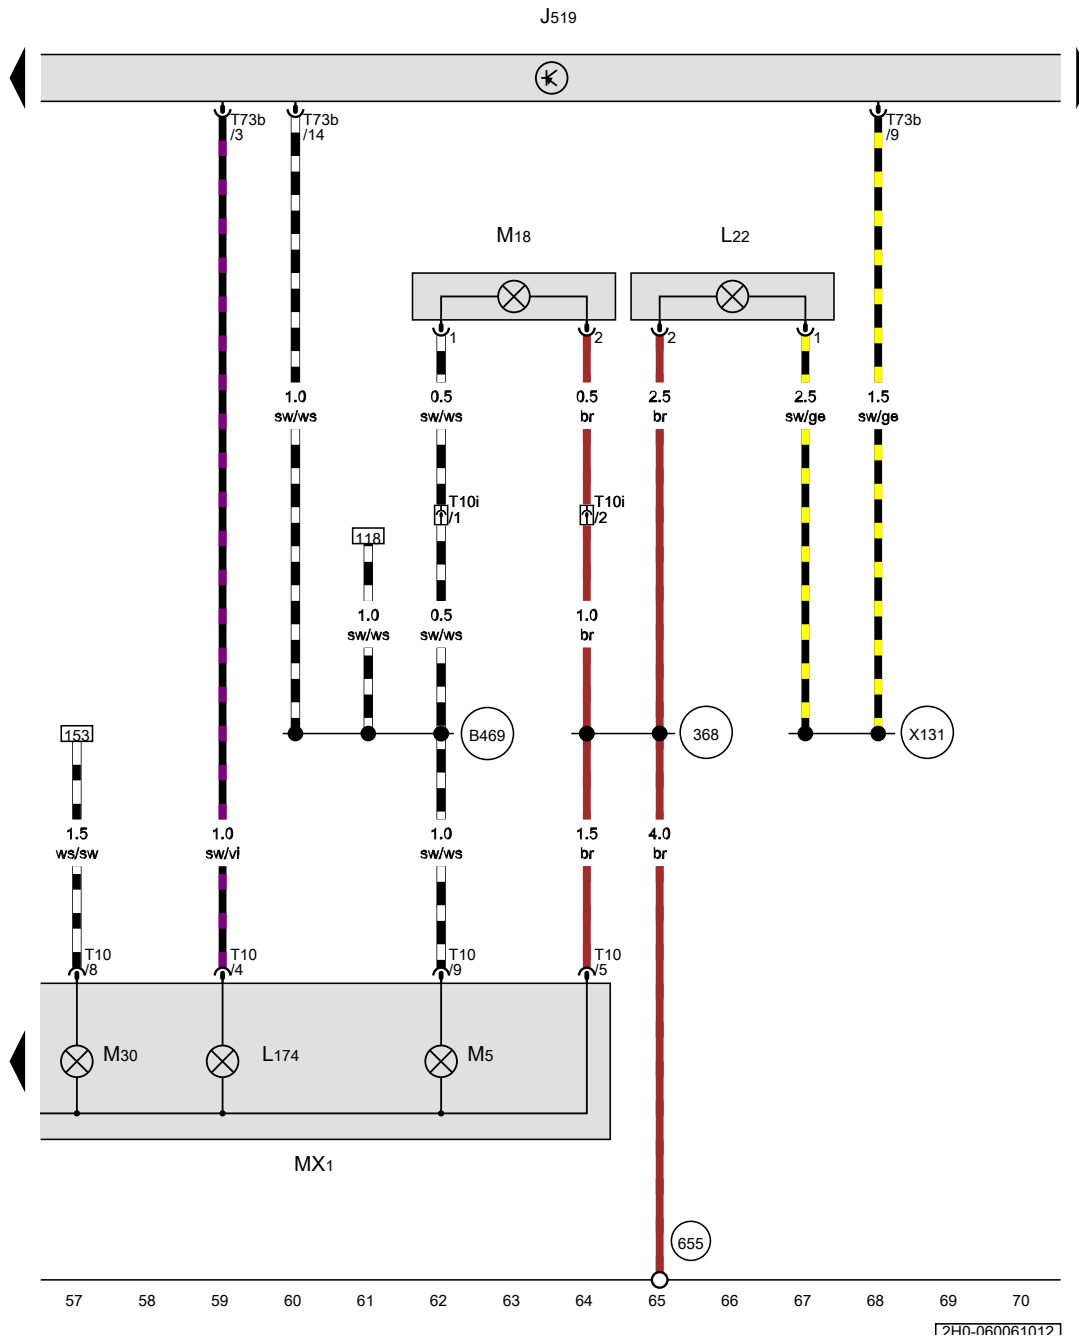 J519
T73b
/3
T73b
/14
T73b
/9
M18
L22
1
2
2
1
1.0
sw/ws
0.5
sw/ws
0.5
br
2.5
br
2.5
sw/ge
1.5
sw/ge
T10i
/1
T10i
/2
118
1.0
sw/ws
0.5
sw/ws
1.0
br
153
B469
368
X131
1.5
ws/sw
1.0
sw/vi
1.0
sw/ws
1.5
br
4.0
br
T10
/8
T10
/4
T10
/9
T10
/5
M30
L174
M5
MX1
655
57 58 59 60 61 62 63 64 65 66 67 68 69 70
2H0-060061012